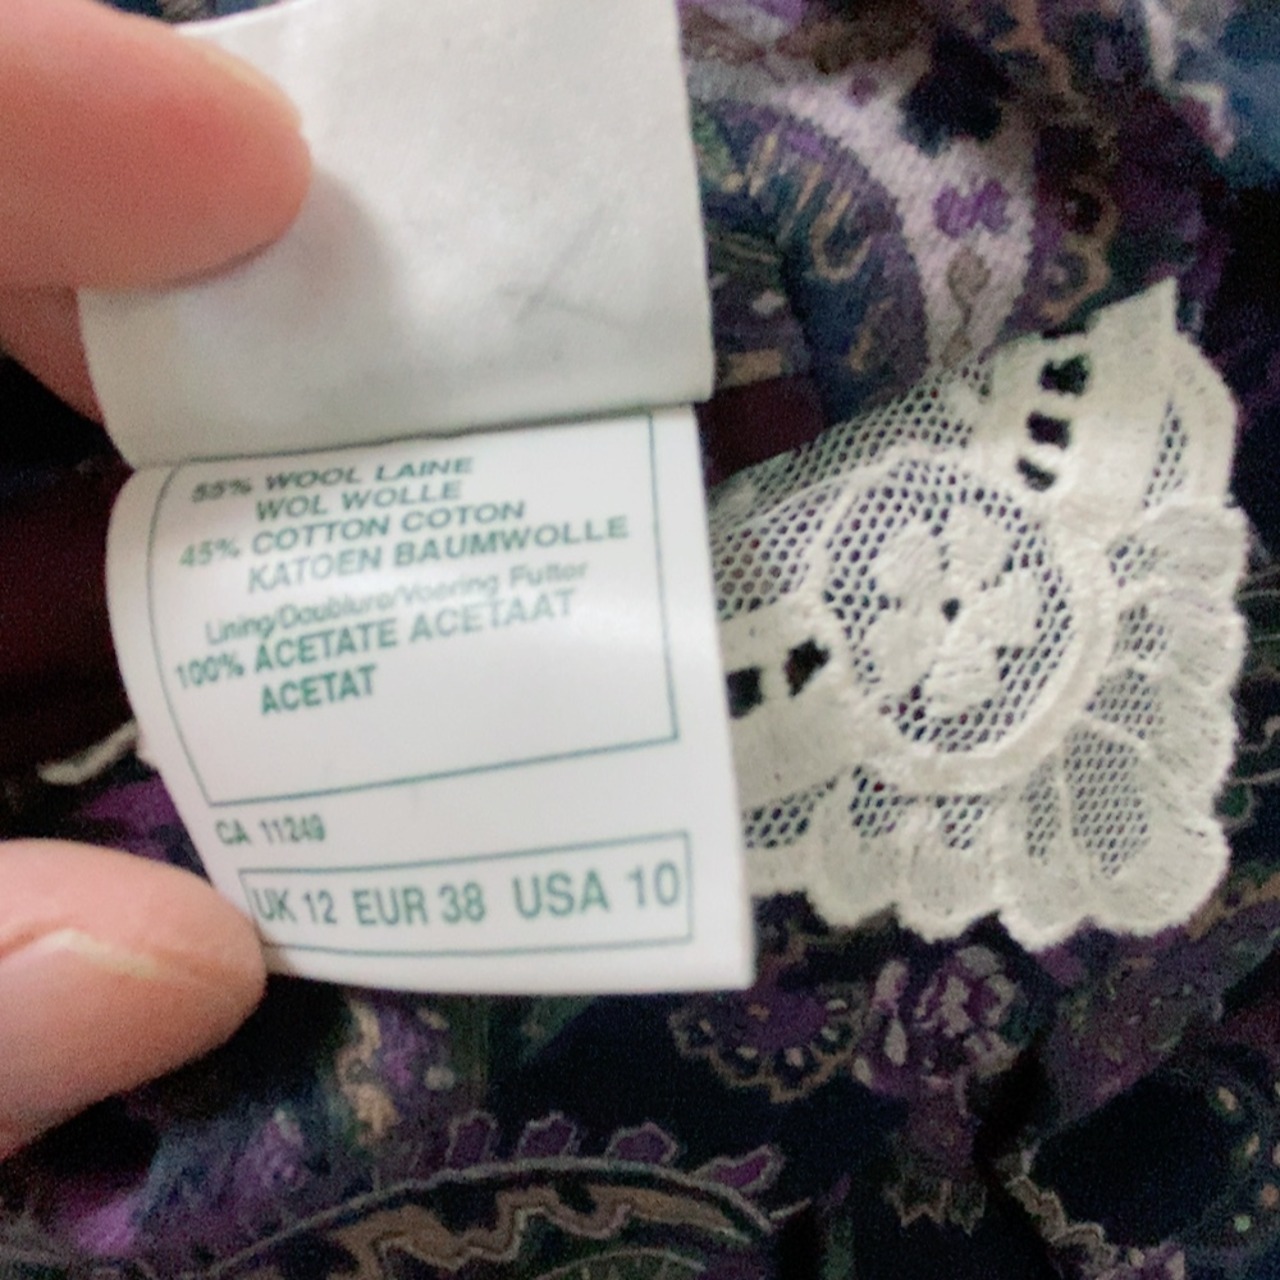 55% WOOL LAINE
WOL WOLLE
45% COTTON COTON
KATOEN BAUMWOLLE
Lining/Doublure/Voering Futter
100% ACETATE ACETAAT
ACETAT
CA 11249
UK 12 EUR 38 USA 10